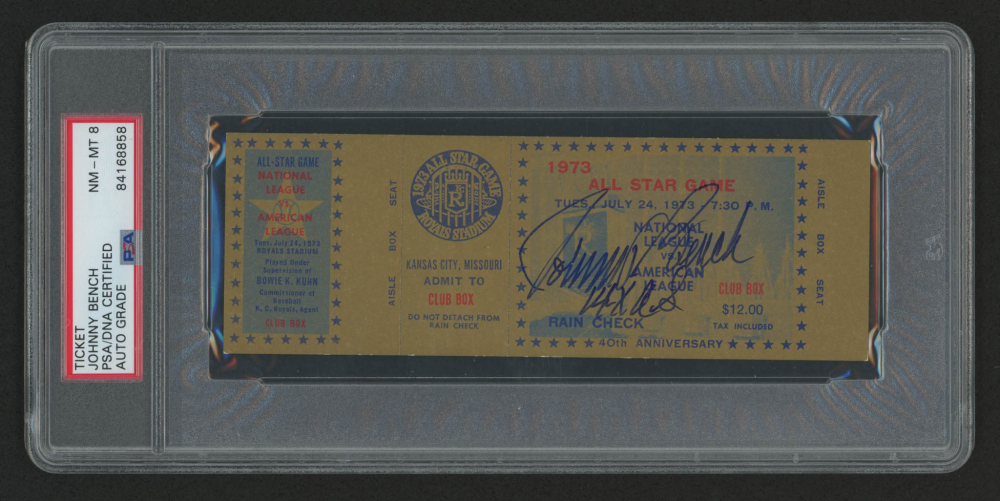 TICKET
JOHNNY BENCH
PSA/DNA CERTIFIED
AUTO GRADE
NM - MT 8
84168858
PSA
ALL-STAR GAME
NATIONAL
LEAGUE
VS.
AMERICAN
LEAGUE
Tues. July 24, 1973
ROYALS STADIUM
Played Under
Supervision of
BOWIE K. KUHN
Commissioner of
Baseball
K. C. Royals, Agent
CLUB BOX
AISLE BOX SEAT
1973 ALL STAR GAME
R
ROYALS STADIUM
KANSAS CITY, MISSOURI
ADMIT TO
CLUB BOX
DO NOT DETACH FROM
RAIN CHECK
1973
ALL STAR GAME
TUES., JULY 24, 1973 7:30 P.M.
NATIONAL
LEAGUE
VS.
AMERICAN
LEAGUE
Johnny Bench
14X AS
CLUB BOX
$12.00
TAX INCLUDED
RAIN CHECK
40th ANNIVERSARY
AISLE BOX SEAT